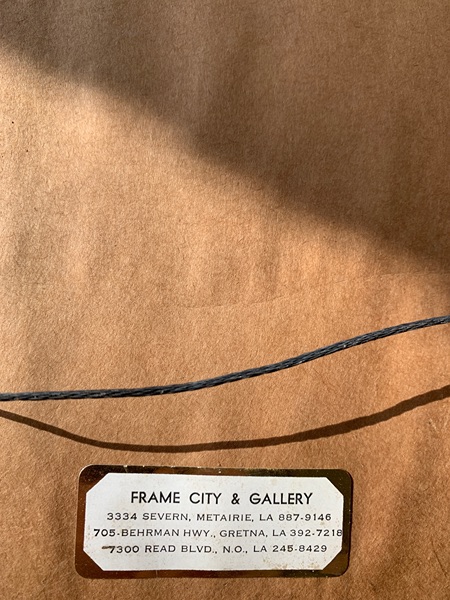 FRAME CITY & GALLERY
3334 SEVERN, METAIRIE, LA 887-9146
705-BEHRMAN HWY., GRETNA, LA 392-7218
7300 READ BLVD., N.O., LA 245-8429